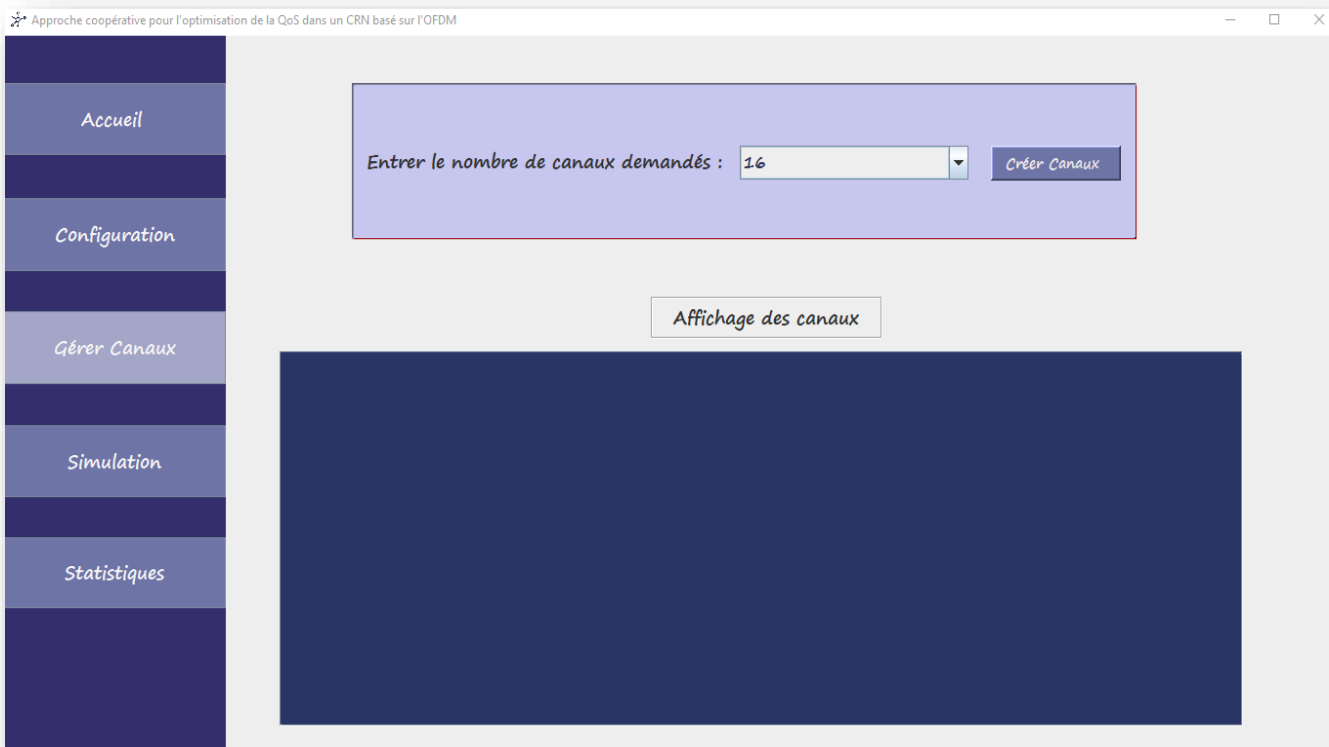 Approche coopérative pour l'optimisation de la QoS dans un CRN basé sur l'OFDM
Accueil
Configuration
Gérer Canaux
Simulation
Statistiques
Entrer le nombre de canaux demandés : 16 Créer Canaux
Affichage des canaux